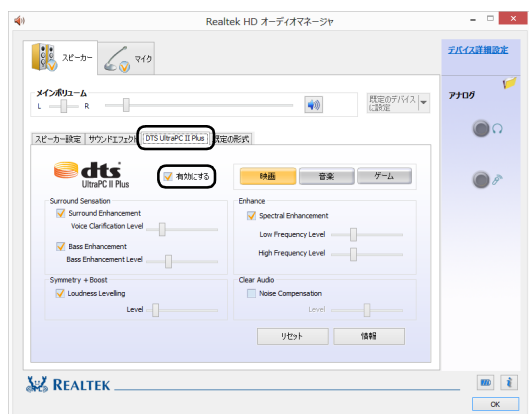 Realtek HD オーディオマネージャ
スピーカー
マイク
デバイス詳細設定
メインボリューム
L
R
既定のデバイス
に設定
アナログ
スピーカー設定
サウンドエフェクト
DTS UltraPC II Plus
既定の形式
dts
UltraPC II Plus
有効にする
映画
音楽
ゲーム
Surround Sensation
Surround Enhancement
Voice Clarification Level
Bass Enhancement
Bass Enhancement Level
Enhance
Spectral Enhancement
Low Frequency Level
High Frequency Level
Symmetry + Boost
Loudness Levelling
Level
Clear Audio
Noise Compensation
Level
リセット
情報
REALTEK
OK